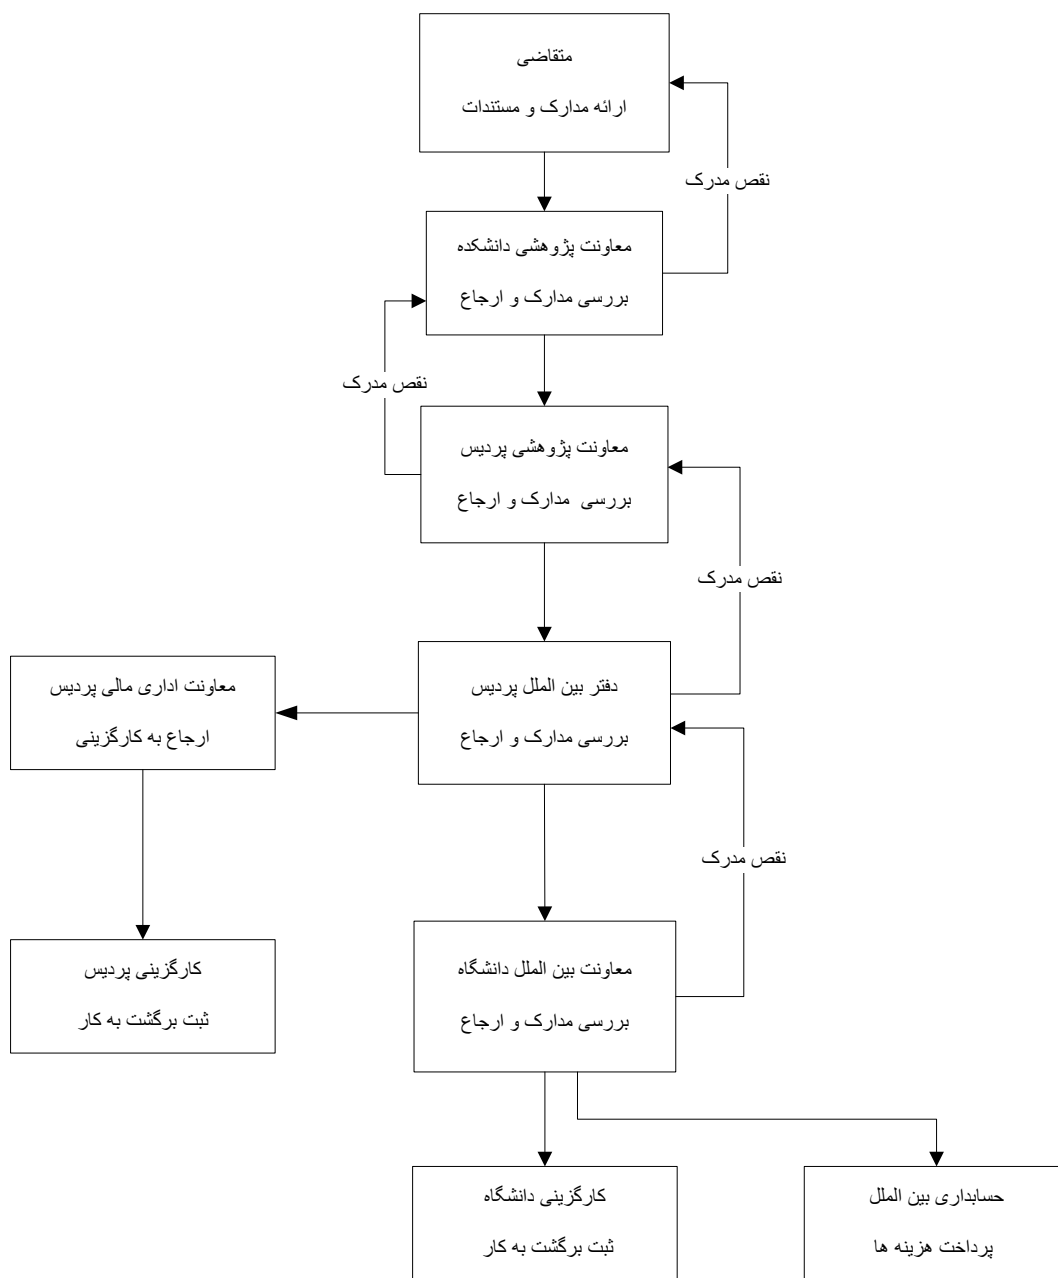 متقاضی
ارائه مدارک و مستندات
نقص مدرک
معاونت پژوهشی دانشکده
بررسی مدارک و ارجاع
نقص مدرک
معاونت پژوهشی پردیس
بررسی مدارک و ارجاع
نقص مدرک
دفتر بین الملل پردیس
بررسی مدارک و ارجاع
معاونت اداری مالی پردیس
ارجاع به کارگزینی
نقص مدرک
معاونت بین الملل دانشگاه
بررسی مدارک و ارجاع
کارگزینی پردیس
ثبت برگشت به کار
حسابداری بین الملل
پرداخت هزینه ها
کارگزینی دانشگاه
ثبت برگشت به کار